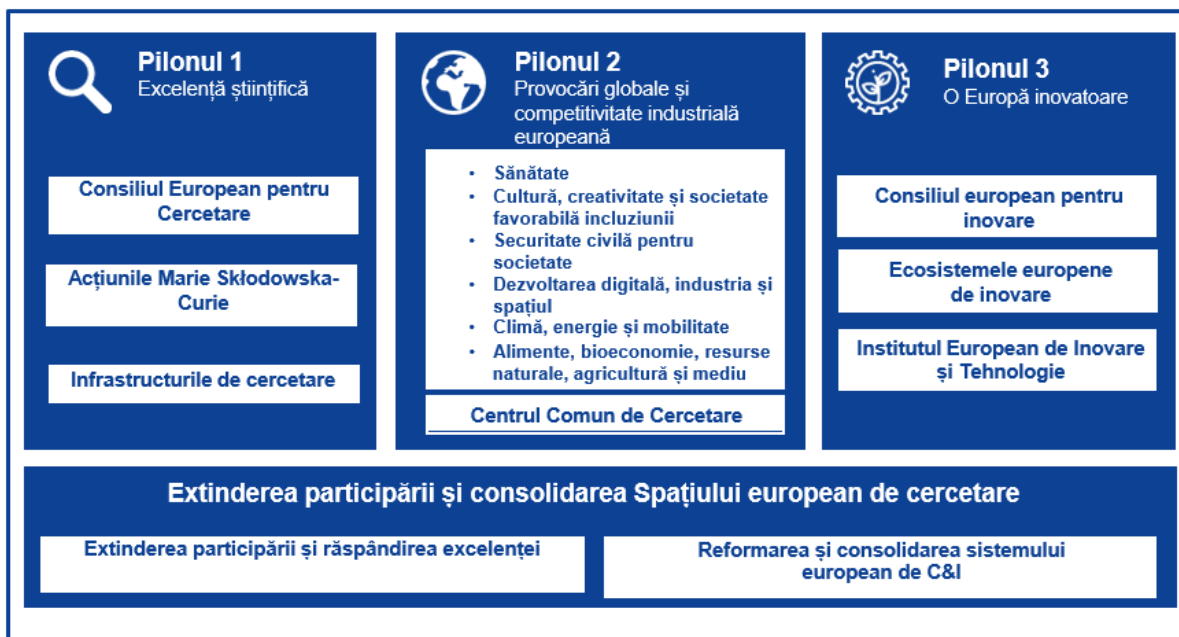 Pilonul 1
Excelență științifică
Consiliul European pentru
Cercetare
Acțiunile Marie Skłodowska-
Curie
Infrastructurile de cercetare
Pilonul 2
Provocări globale și
competitivitate industrială
europeană
• Sănătate
• Cultură, creativitate și societate
favorabilă incluziunii
• Securitate civilă pentru
societate
• Dezvoltarea digitală, industria și
spațiul
• Climă, energie și mobilitate
• Alimente, bioeconomie, resurse
naturale, agricultură și mediu
Centrul Comun de Cercetare
Pilonul 3
O Europă inovatoare
Consiliul european pentru
inovare
Ecosistemele europene
de inovare
Institutul European de Inovare
și Tehnologie
Extinderea participării și consolidarea Spațiului european de cercetare
Extinderea participării și răspândirea excelenței
Reformarea și consolidarea sistemului
european de C&I